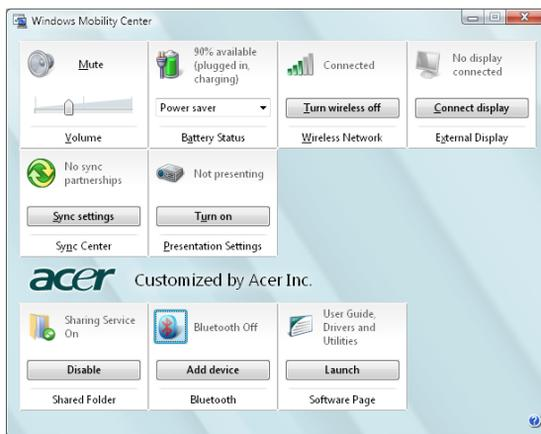 Windows Mobility Center
Mute
Volume
90% available
(plugged in,
charging)
Power saver
Battery Status
Connected
Turn wireless off
Wireless Network
No display
connected
Connect display
External Display
No sync
partnerships
Sync settings
Sync Center
Not presenting
Turn on
Presentation Settings
acer Customized by Acer Inc.
Sharing Service
On
Disable
Shared Folder
Bluetooth Off
Add device
Bluetooth
User Guide,
Drivers and
Utilities
Launch
Software Page